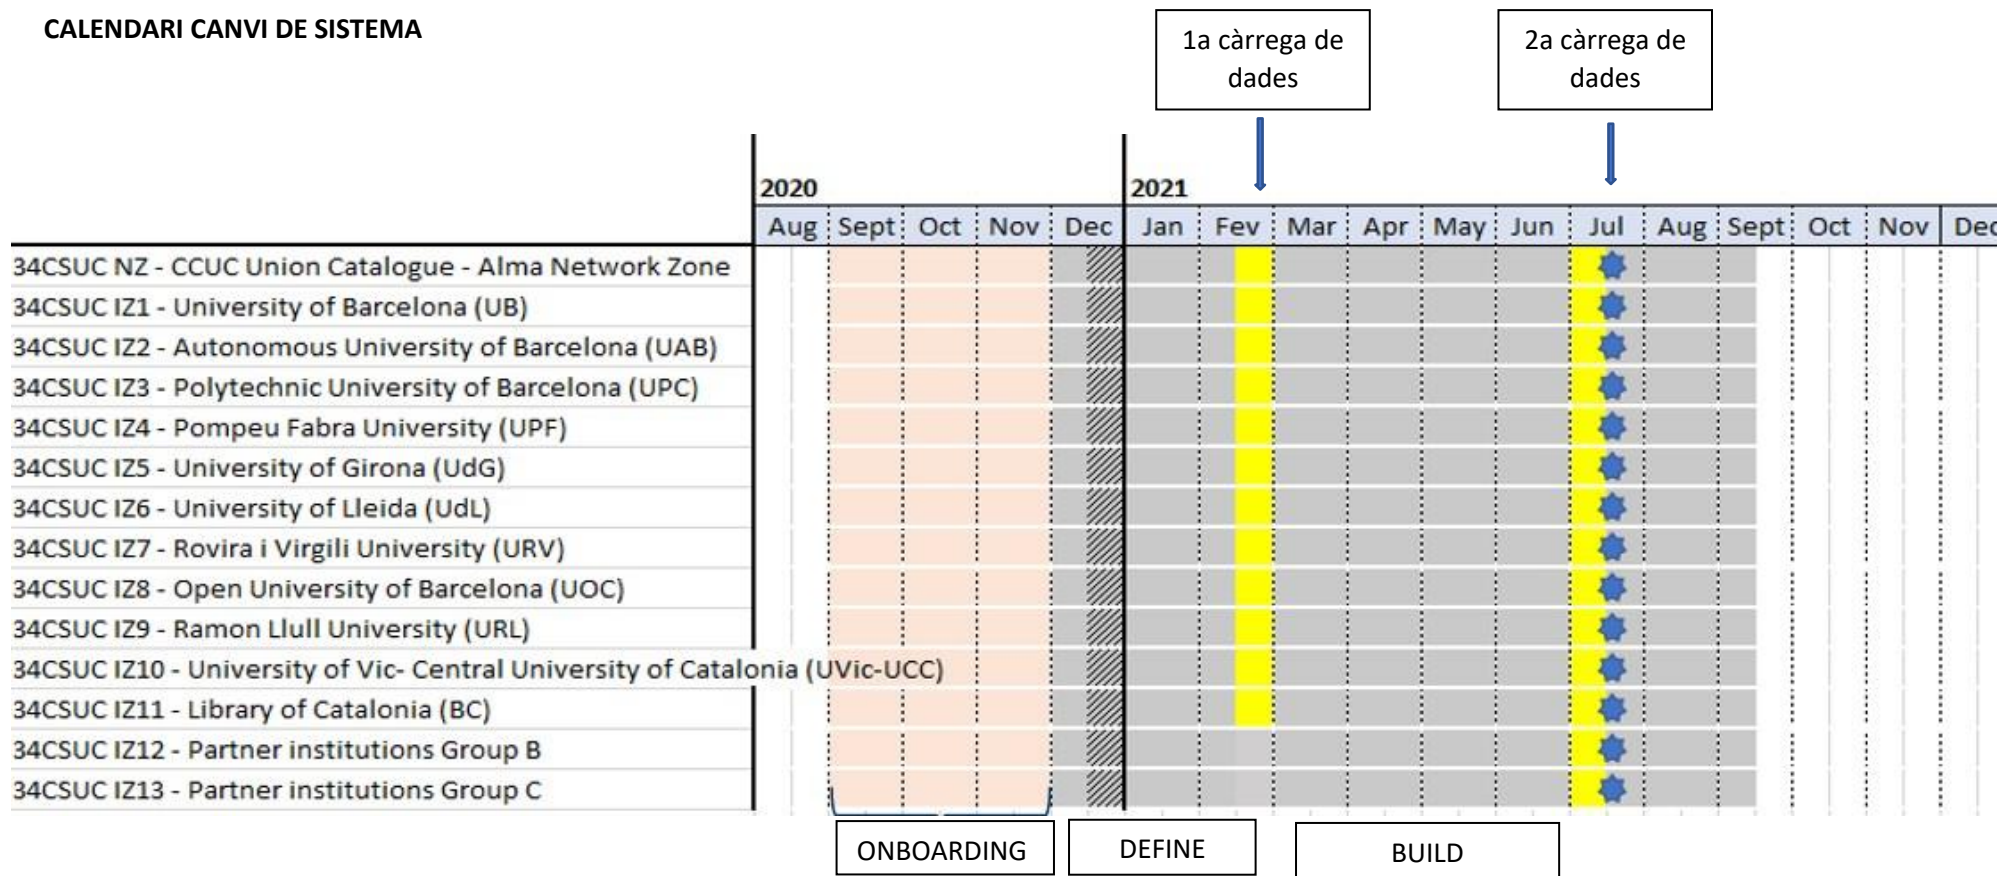 CALENDARI CANVI DE SISTEMA
1a càrrega de
dades
2a càrrega de
dades
2020
2021
Aug Sept Oct Nov Dec Jan Fev Mar Apr May Jun Jul Aug Sept Oct Nov Dec
34CSUC NZ - CCUC Union Catalogue - Alma Network Zone
34CSUC IZ1 - University of Barcelona (UB)
34CSUC IZ2 - Autonomous University of Barcelona (UAB)
34CSUC IZ3 - Polytechnic University of Barcelona (UPC)
34CSUC IZ4 - Pompeu Fabra University (UPF)
34CSUC IZ5 - University of Girona (UdG)
34CSUC IZ6 - University of Lleida (UdL)
34CSUC IZ7 - Rovira i Virgili University (URV)
34CSUC IZ8 - Open University of Barcelona (UOC)
34CSUC IZ9 - Ramon Llull University (URL)
34CSUC IZ10 - University of Vic- Central University of Catalonia (UVic-UCC)
34CSUC IZ11 - Library of Catalonia (BC)
34CSUC IZ12 - Partner institutions Group B
34CSUC IZ13 - Partner institutions Group C
ONBOARDING
DEFINE
BUILD